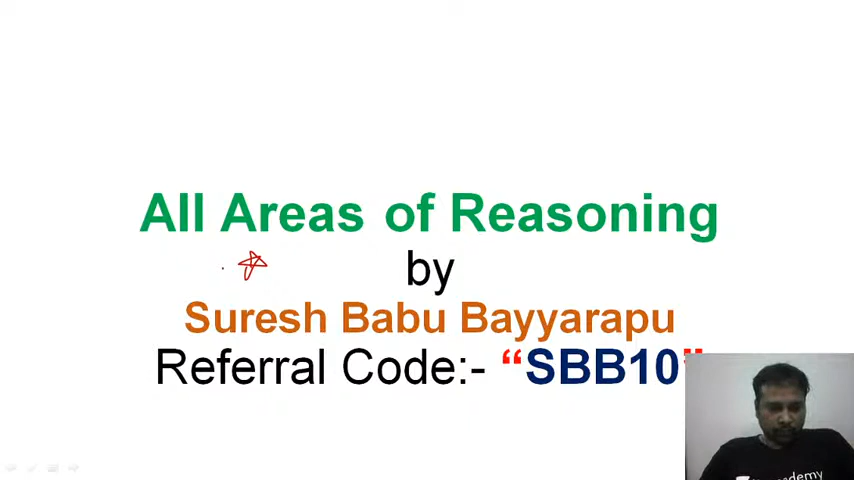 All Areas of Reasoning
by
Suresh Babu Bayyarapu
Referral Code:- “SBB10”